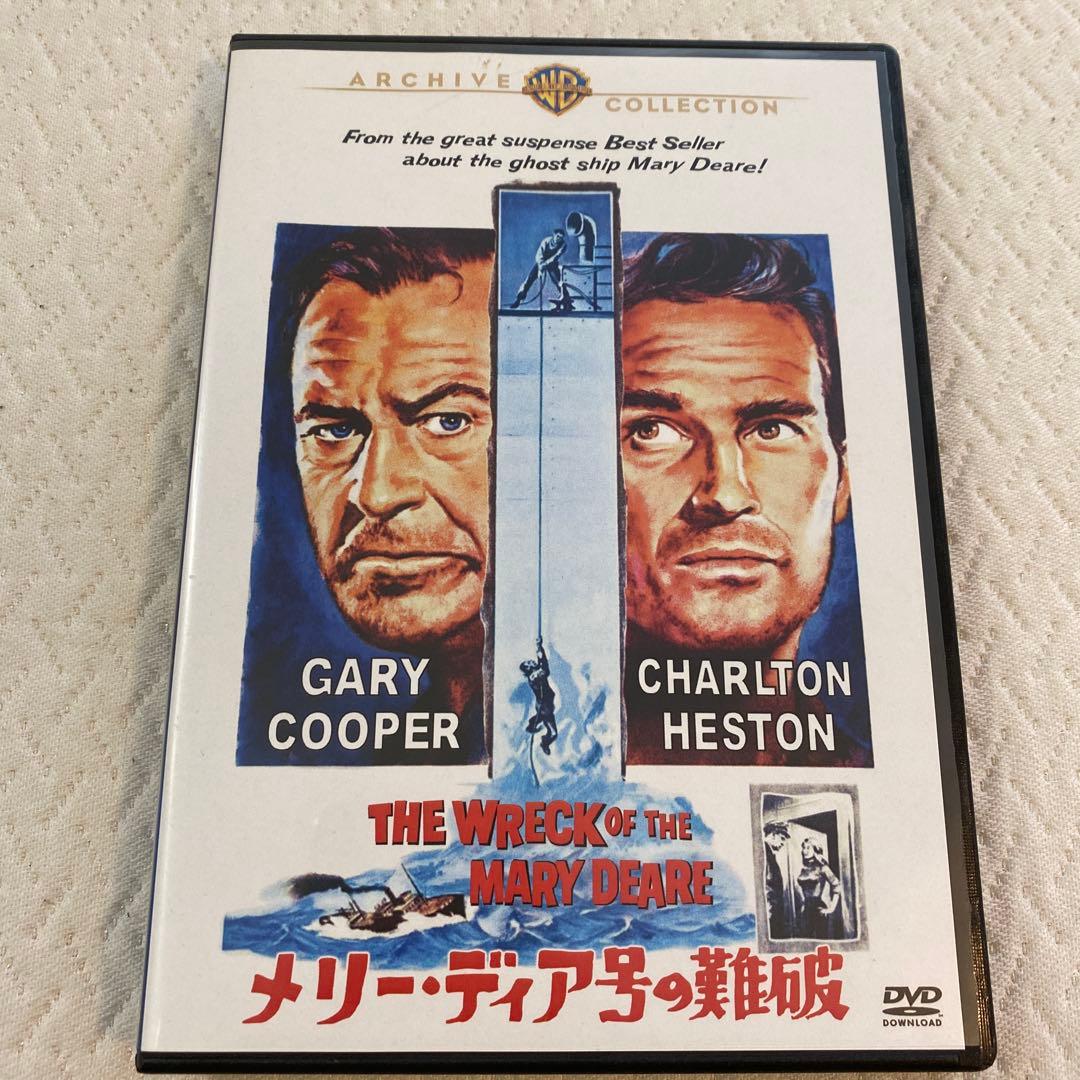 ARCHIVE WB COLLECTION
From the great suspense Best Seller
about the ghost ship Mary Deare!
GARY
COOPER
CHARLTON
HESTON
THE WRECK OF THE
MARY DEARE
メリー・ディア号の難破
DVD
DOWNLOAD